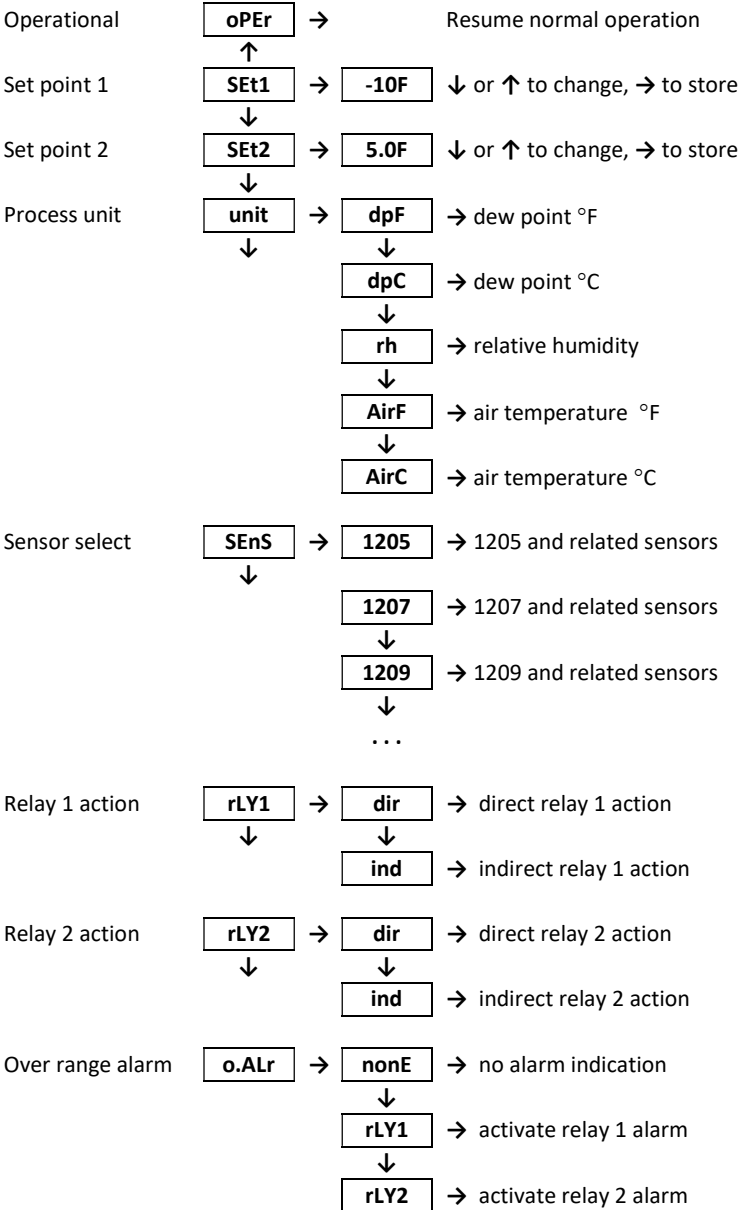 Operational oPEr → Resume normal operation
↑
Set point 1 SEt1 → -10F ↓ or ↑ to change, → to store
↓
Set point 2 SEt2 → 5.0F ↓ or ↑ to change, → to store
↓
Process unit unit → dpF → dew point °F
↓ ↓
dpC → dew point °C
↓
rh → relative humidity
↓
AirF → air temperature °F
↓
AirC → air temperature °C
Sensor select SEnS → 1205 → 1205 and related sensors
↓
1207 → 1207 and related sensors
↓
1209 → 1209 and related sensors
↓
...
Relay 1 action rLY1 → dir → direct relay 1 action
↓ ↓
ind → indirect relay 1 action
Relay 2 action rLY2 → dir → direct relay 2 action
↓ ↓
ind → indirect relay 2 action
Over range alarm o.ALr → nonE → no alarm indication
↓
rLY1 → activate relay 1 alarm
↓
rLY2 → activate relay 2 alarm